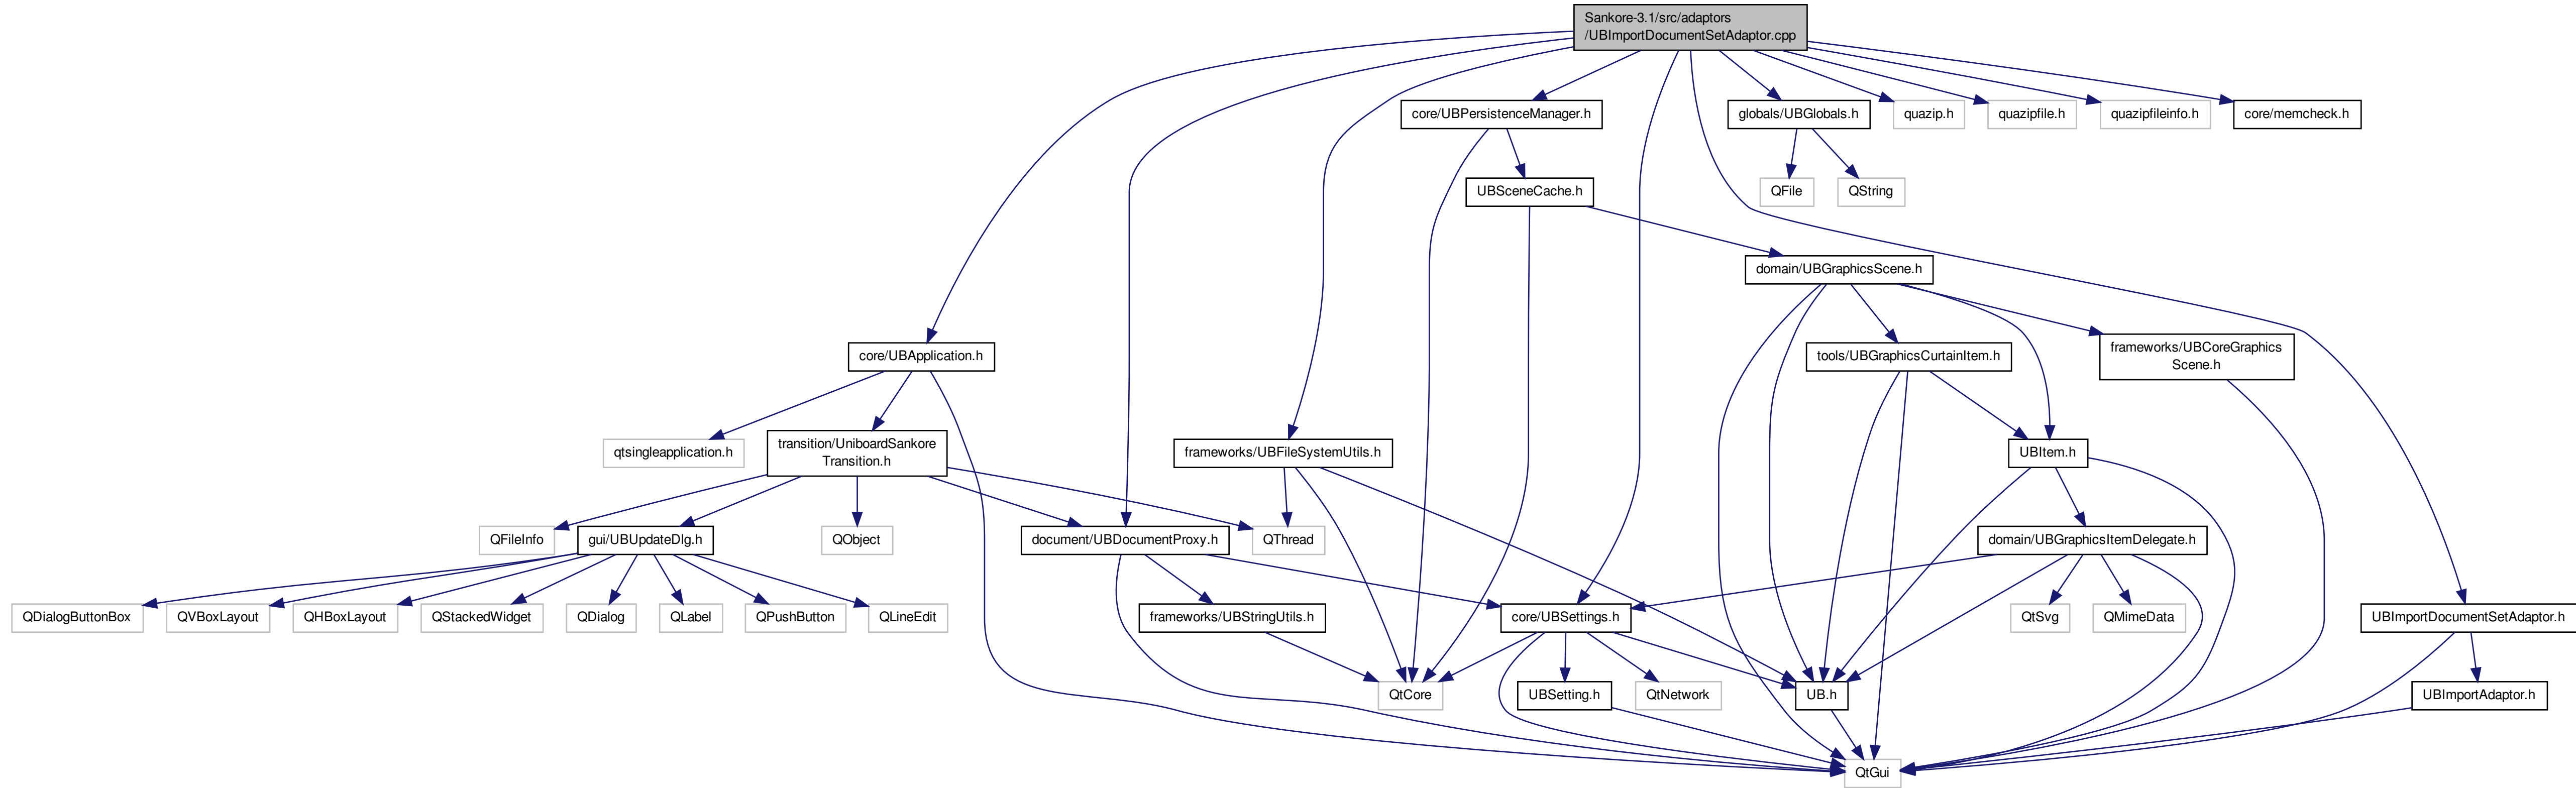 Sankore-3.1/src/adaptors
/UBImportDocumentSetAdaptor.cpp
core/UBPersistenceManager.h
globals/UBGlobals.h
quazip.h
quazipfile.h
quazipfileinfo.h
core/memcheck.h
UBSceneCache.h
QFile
QString
domain/UBGraphicsScene.h
core/UBApplication.h
tools/UBGraphicsCurtainItem.h
frameworks/UBCoreGraphics
Scene.h
qtsingleapplication.h
transition/UniboardSankore
Transition.h
frameworks/UBFileSystemUtils.h
UBItem.h
QFileInfo
gui/UBUpdateDlg.h
QObject
document/UBDocumentProxy.h
QThread
domain/UBGraphicsItemDelegate.h
QDialogButtonBox
QVBoxLayout
QHBoxLayout
QStackedWidget
QDialog
QLabel
QPushButton
QLineEdit
frameworks/UBStringUtils.h
core/UBSettings.h
QtSvg
QMimeData
UBImportDocumentSetAdaptor.h
QtCore
UBSetting.h
QtNetwork
UB.h
UBImportAdaptor.h
QtGui